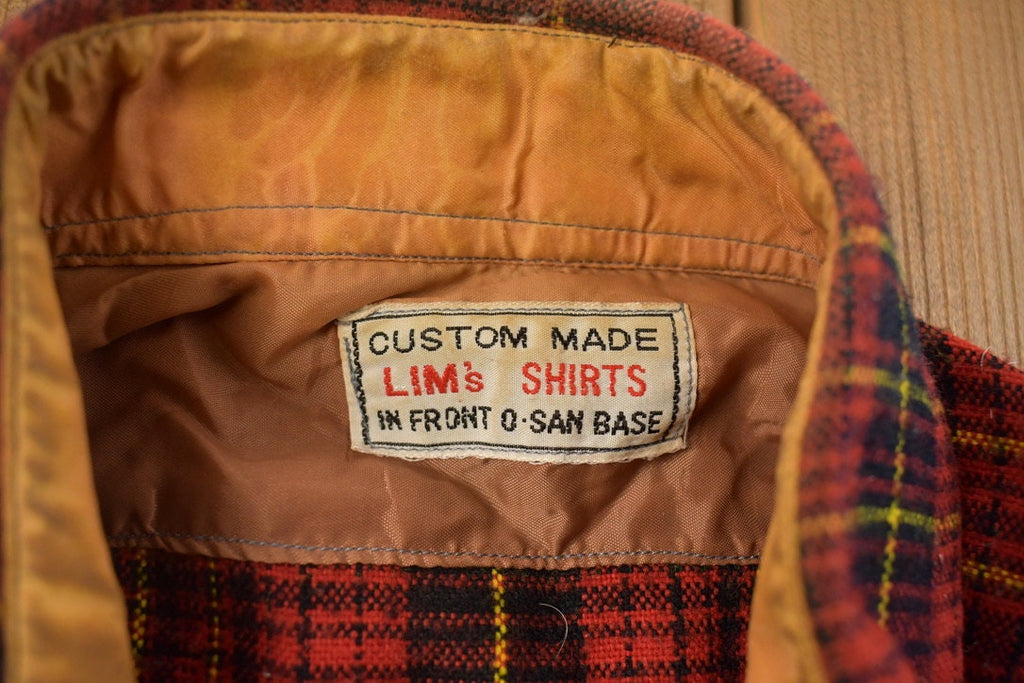 CUSTOM MADE
LIM's SHIRTS
IN FRONT O·SAN BASE